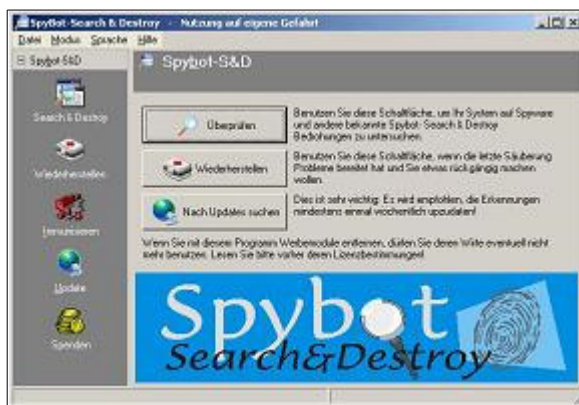 Spybot-Search & Destroy - Nutzung auf eigene Gefahr!
Datei Modus Sprache Hilfe
Spybot-S&D
Spybot-S&D
Search & Destroy
Wiederherstellen
Immunisieren
Update
Spenden
Überprüfen
Benutzen Sie diese Schaltfläche, um Ihr System auf Spyware
und andere bekannte Spybot-Search & Destroy
Bedrohungen zu untersuchen.
Wiederherstellen
Benutzen Sie diese Schaltfläche, wenn die letzte Säuberung
Probleme bereitet hat und Sie etwas rückgängig machen
wollen.
Nach Updates suchen
Dies ist sehr wichtig: Es wird empfohlen, die Erkennungen
mindestens einmal wöchentlich upzudaten!
Wenn Sie mit diesem Programm Werbemodule entfernen, dürfen Sie deren Wirte eventuell nicht
mehr benutzen. Lesen Sie bitte vorher deren Lizenzbestimmungen!
Spybot
Search&Destroy